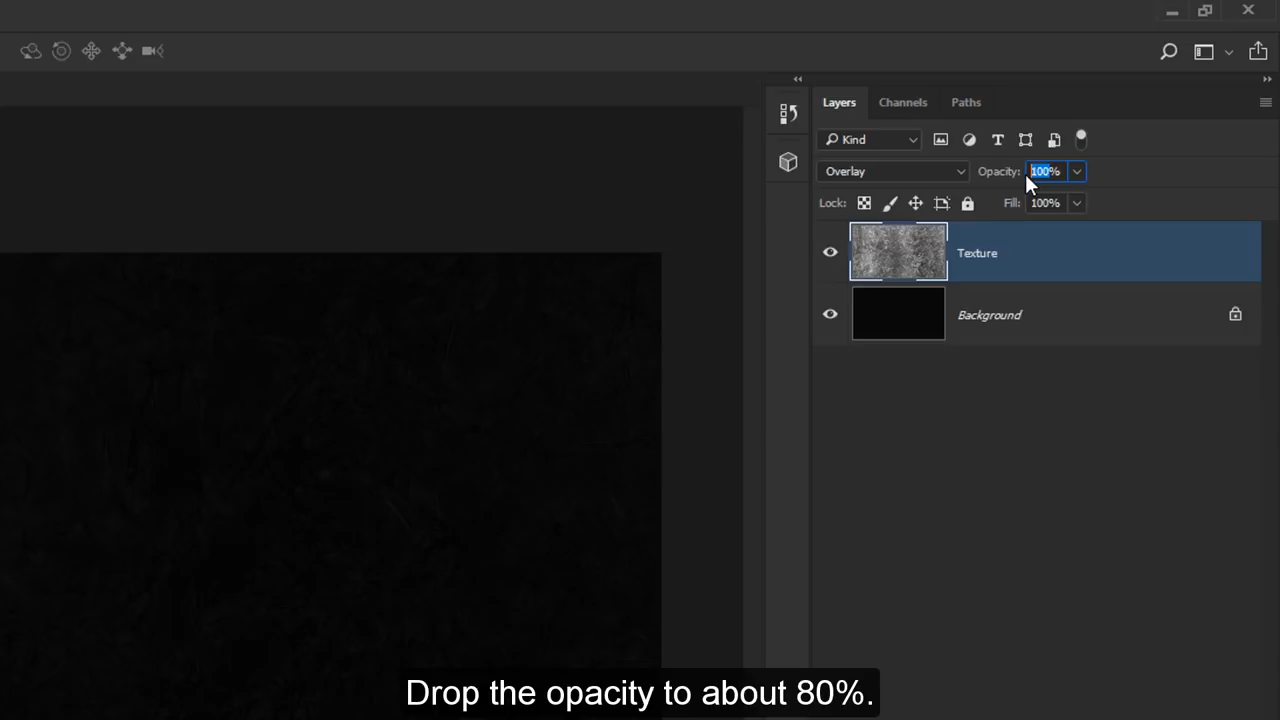 Layers Channels Paths
Kind
Overlay Opacity: 100%
Lock: Fill: 100%
Texture
Background
Drop the opacity to about 80%.